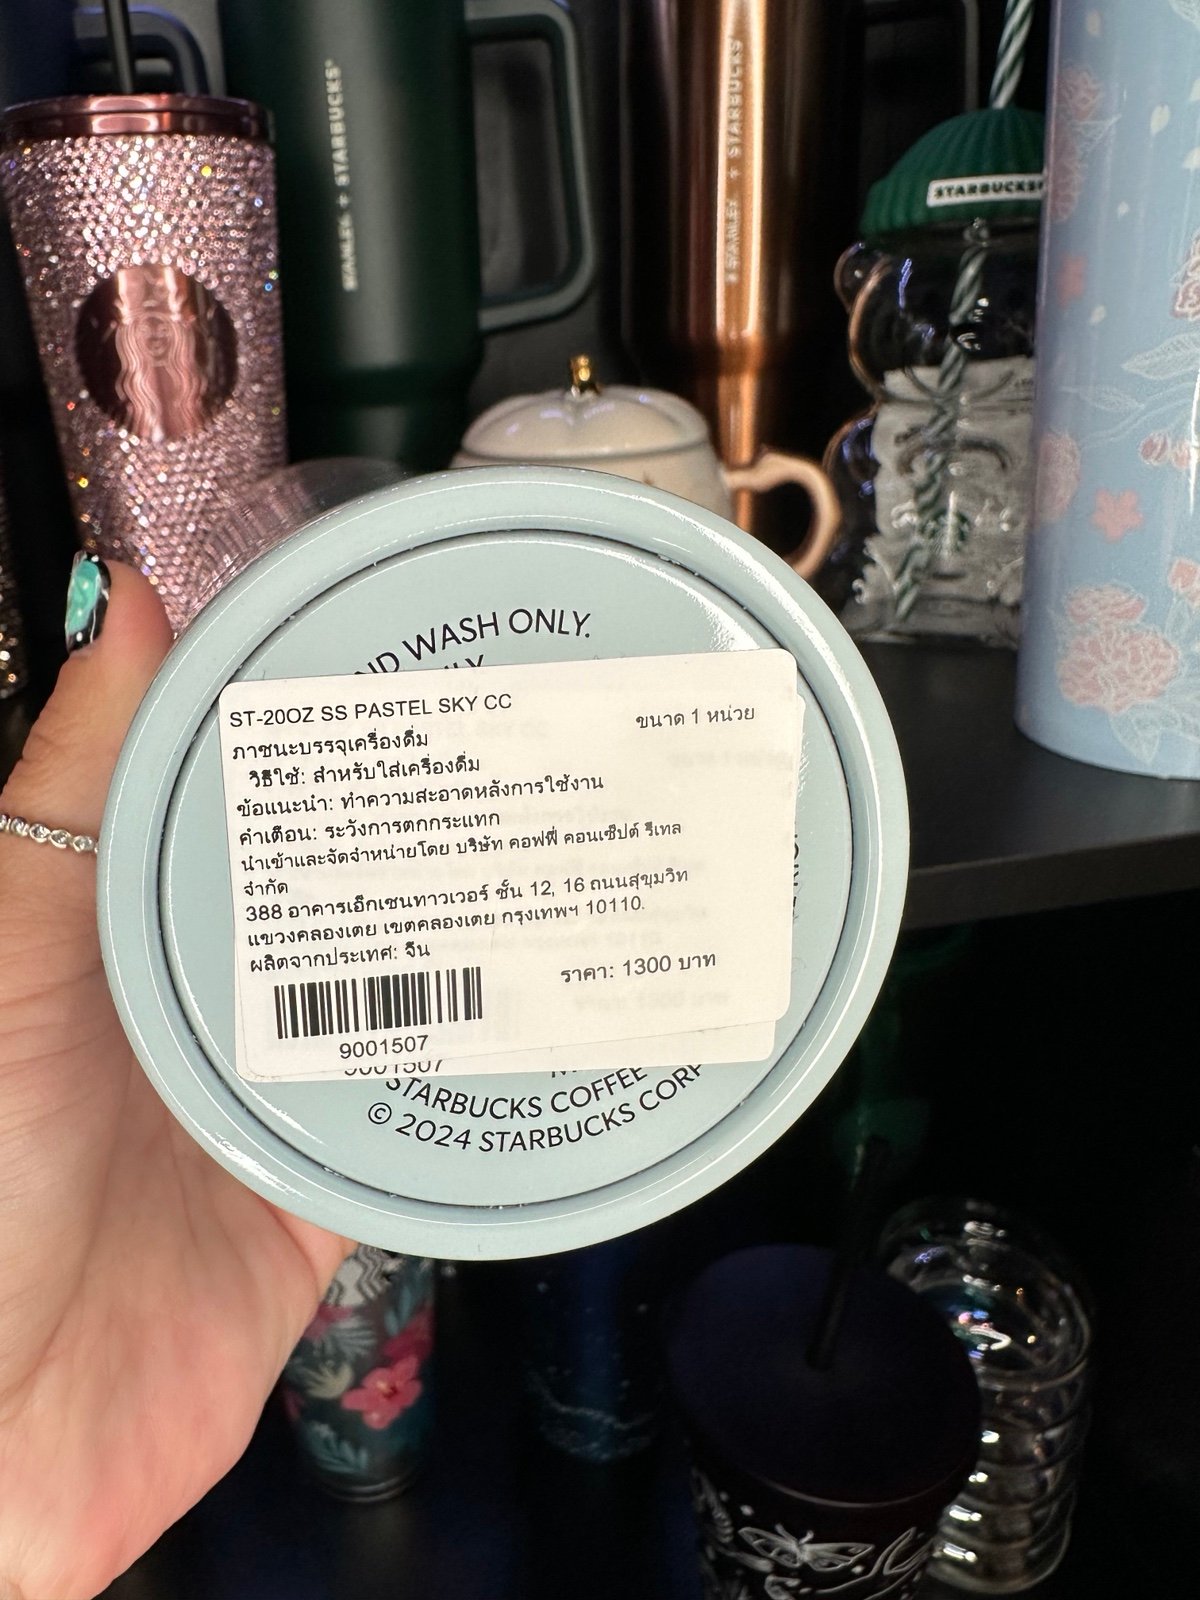 STANLEY + STARBUCKS
STANLEY + STARBUCKS
STARBUCKS
WASH ONLY.
ST-20OZ SS PASTEL SKY CC
ขนาด 1 หน่วย
ภาชนะบรรจุเครื่องดื่ม
วิธีใช้: สำหรับใส่เครื่องดื่ม
ข้อแนะนำ: ทำความสะอาดหลังการใช้งาน
คำเตือน: ระวังการตกกระแทก
นำเข้าและจัดจำหน่ายโดย บริษัท คอฟฟี่ คอนเซ็ปต์ รีเทล
จำกัด
388 อาคารเอ็กเซนทาวเวอร์ ชั้น 12, 16 ถนนสุขุมวิท
แขวงคลองเตย เขตคลองเตย กรุงเทพฯ 10110.
ผลิตจากประเทศ: จีน
ราคา: 1300 บาท
9001507
9001507
STARBUCKS COFFEE
© 2024 STARBUCKS CORP